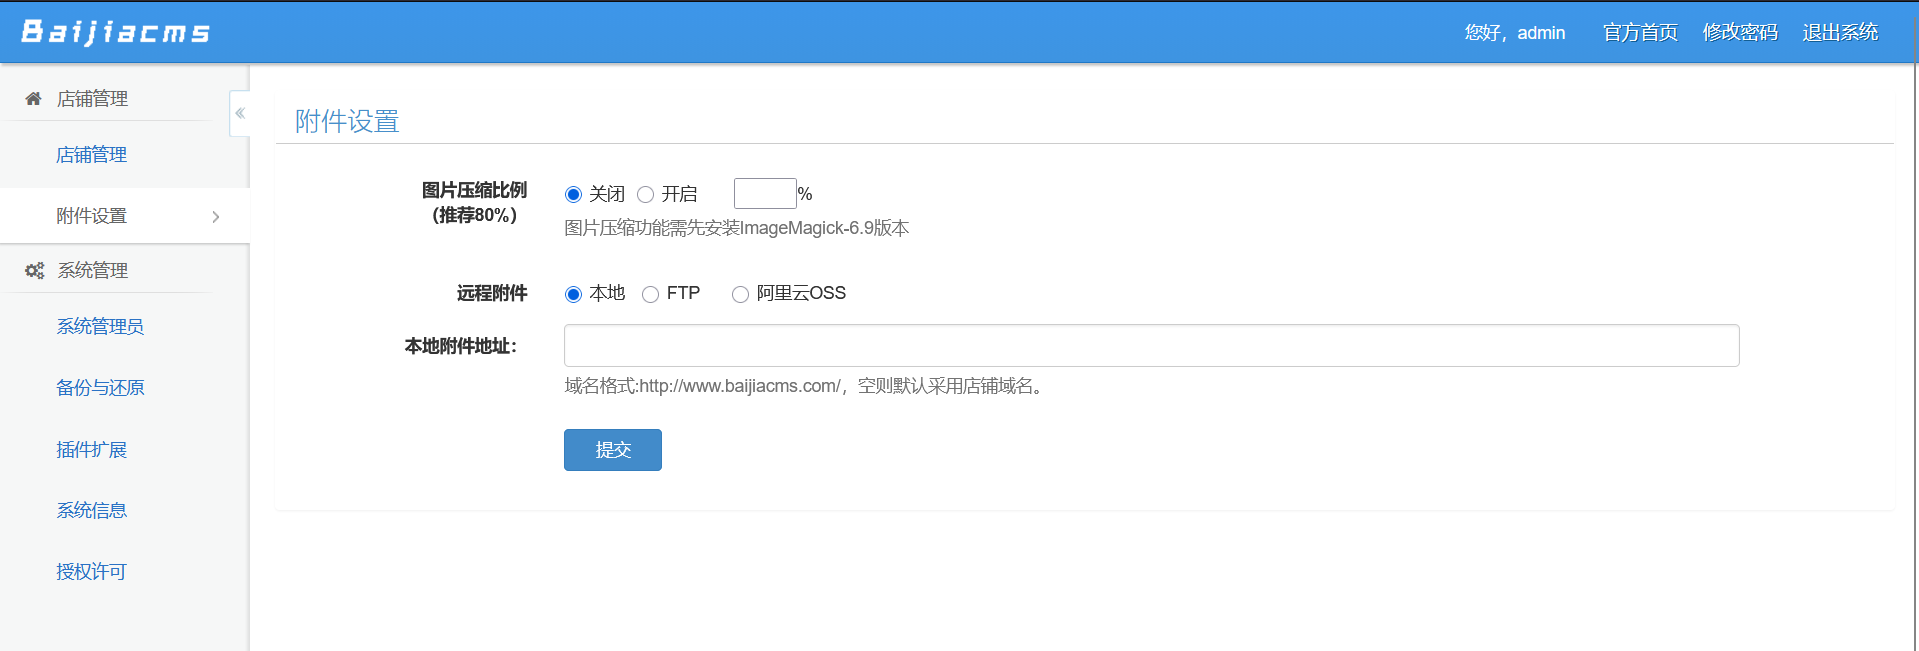 Baijiacms
您好，admin 官方首页 修改密码 退出系统
店铺管理
店铺管理
附件设置
系统管理
系统管理员
备份与还原
插件扩展
系统信息
授权许可
附件设置
图片压缩比例
（推荐80%）
关闭 开启 %
图片压缩功能需先安装ImageMagick-6.9版本
远程附件 本地 FTP 阿里云OSS
本地附件地址：
域名格式:http://www.baijiacms.com/，空则默认采用店铺域名。
提交